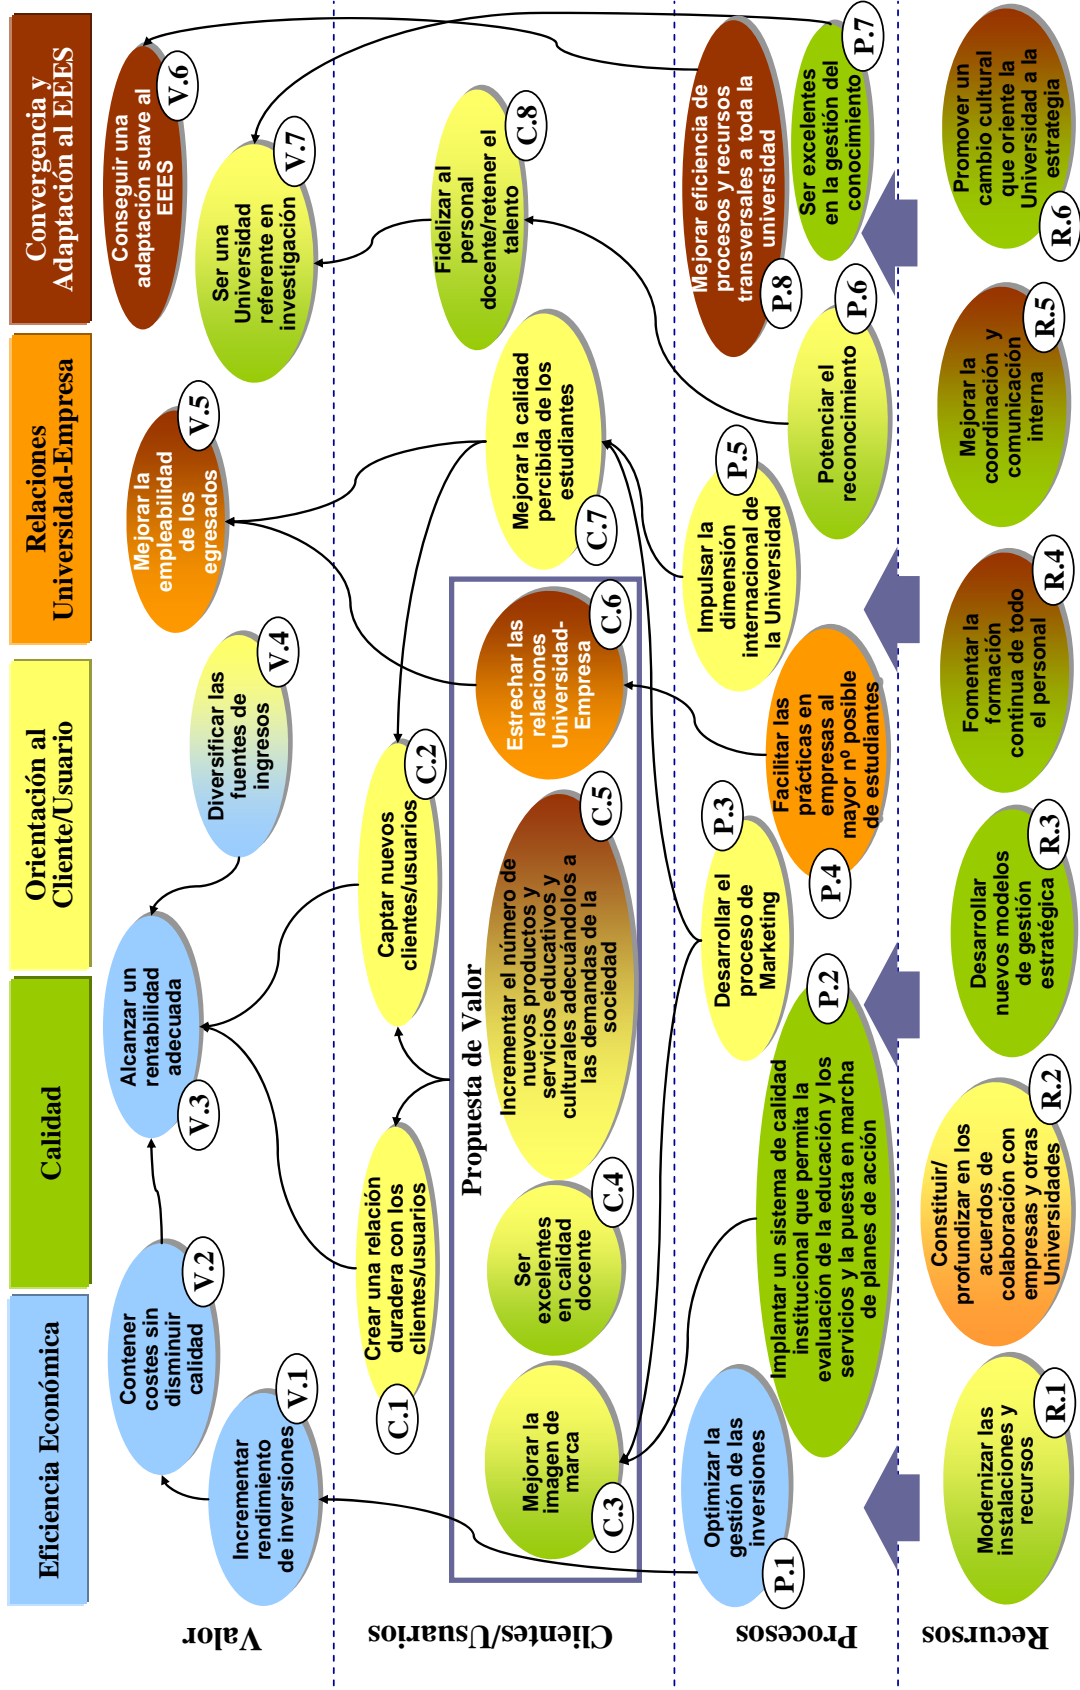 Eficiencia Económica
Calidad
Orientación al
Cliente/Usuario
Relaciones
Universidad-Empresa
Convergencia y
Adaptación al EEES
Valor
Incrementar
rendimiento
de inversiones
V.1
Contener
costes sin
disminuir
calidad
V.2
Alcanzar un
rentabilidad
adecuada
V.3
Diversificar las
fuentes de
ingresos
V.4
Mejorar la
empleabilidad
de los
egresados
V.5
Conseguir una
adaptación suave al
EEES
V.6
Ser una
Universidad
referente en
investigación
V.7
Clientes/Usuarios
Crear una relación
duradera con los
clientes/usuarios
C.1
Captar nuevos
clientes/usuarios
C.2
Propuesta de Valor
Mejorar la
imagen de
marca
C.3
Ser
excelentes
en calidad
docente
C.4
Incrementar el número de
nuevos productos y
servicios educativos y
culturales adecuándolos a
las demandas de la
sociedad
C.5
Estrechar las
relaciones
Universidad-
Empresa
C.6
Mejorar la calidad
percibida de los
estudiantes
C.7
Fidelizar al
personal
docente/retener el
talento
C.8
Procesos
Optimizar la
gestión de las
inversiones
P.1
Implantar un sistema de calidad
institucional que permita la
evaluación de la educación y los
servicios y la puesta en marcha
de planes de acción
P.2
Desarrollar el
proceso de
Marketing
P.3
Facilitar las
prácticas en
empresas al
mayor nº posible
de estudiantes
P.4
Impulsar la
dimensión
internacional de
la Universidad
P.5
Potenciar el
reconocimiento
P.6
Ser excelentes
en la gestión del
conocimiento
P.7
Mejorar eficiencia de
procesos y recursos
transversales a toda la
universidad
P.8
Recursos
Modernizar las
instalaciones y
recursos
R.1
Constituir/
profundizar en los
acuerdos de
colaboración con
empresas y otras
Universidades
R.2
Desarrollar
nuevos modelos
de gestión
estratégica
R.3
Fomentar la
formación
continua de todo
el personal
R.4
Mejorar la
coordinación y
comunicación
interna
R.5
Promover un
cambio cultural
que oriente la
Universidad a la
estrategia
R.6